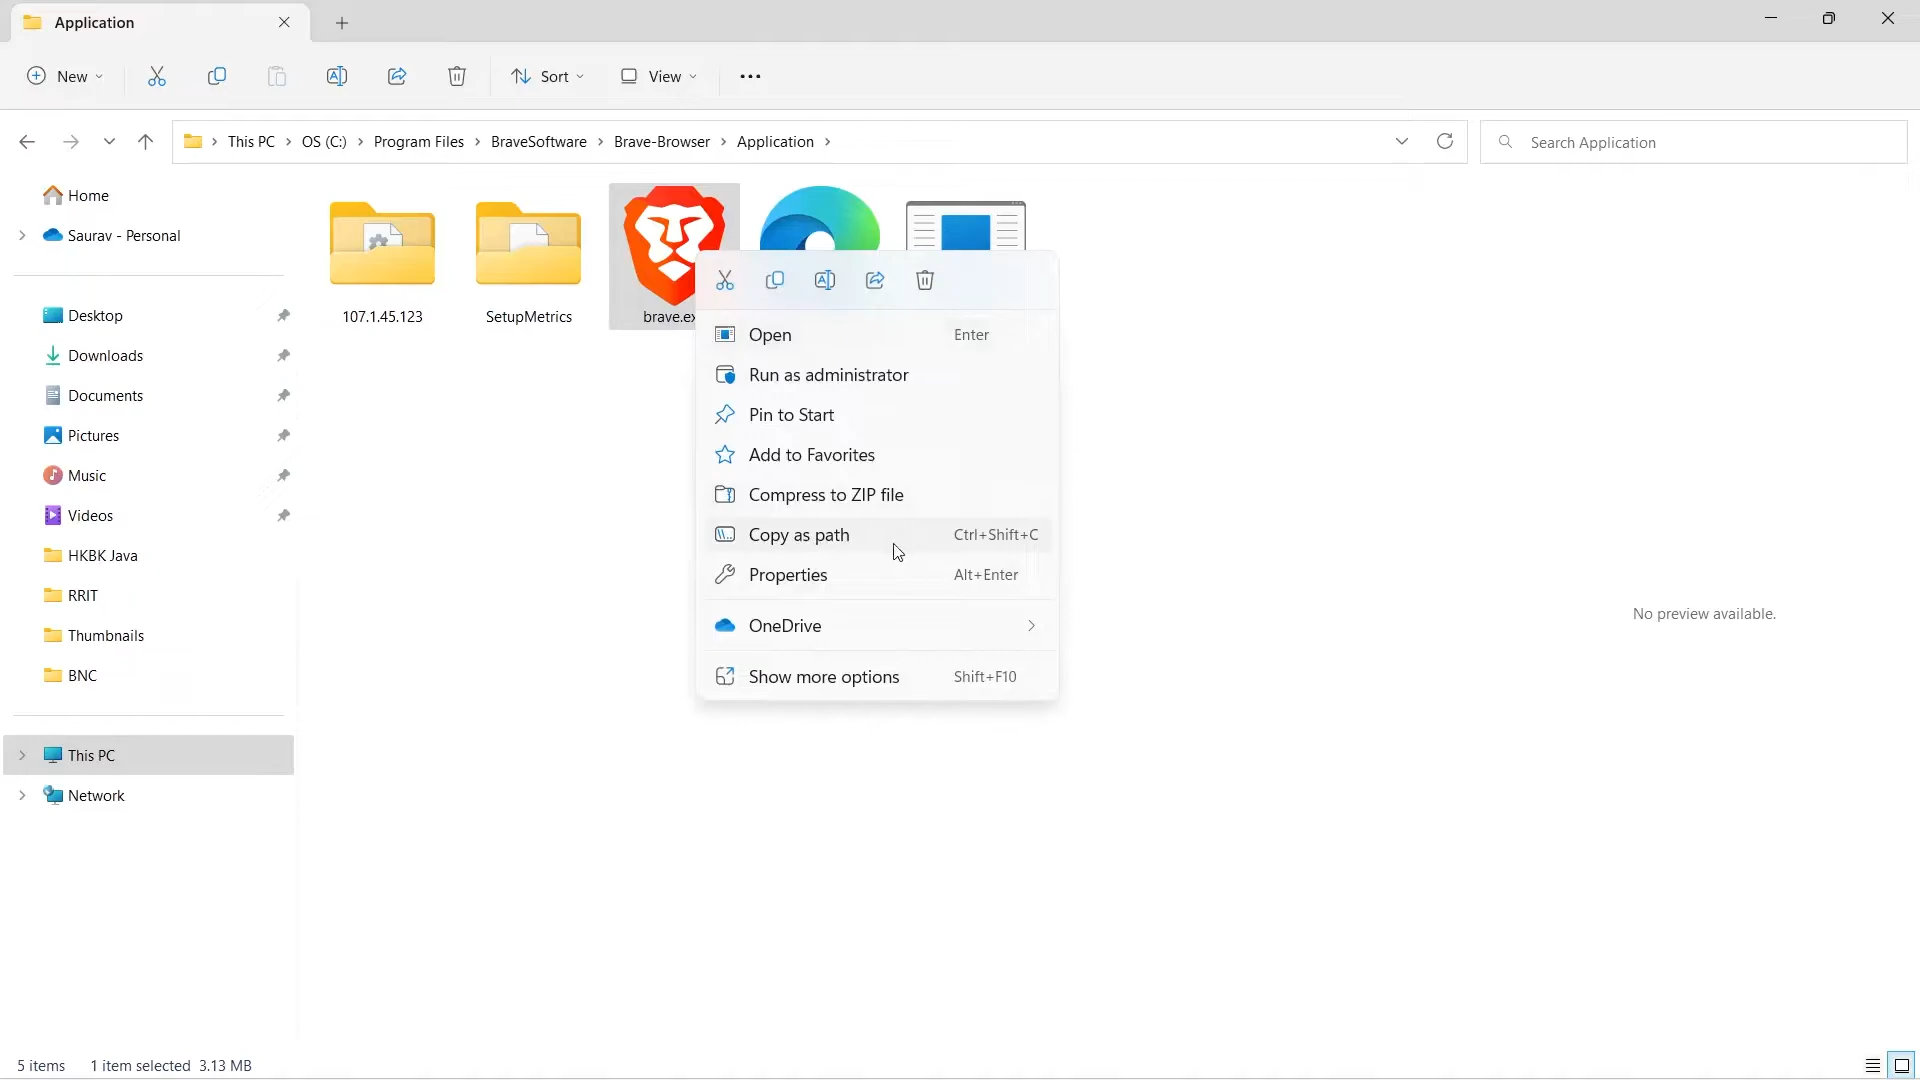 Application
New
Sort
View
This PC
OS (C:)
Program Files
BraveSoftware
Brave-Browser
Application
Search Application
Home
Saurav - Personal
Desktop
Downloads
Documents
Pictures
Music
Videos
HKBK Java
RRIT
Thumbnails
BNC
This PC
Network
107.1.45.123
SetupMetrics
brave.ex
Open Enter
Run as administrator
Pin to Start
Add to Favorites
Compress to ZIP file
Copy as path Ctrl+Shift+C
Properties Alt+Enter
OneDrive
Show more options Shift+F10
No preview available.
5 items 1 item selected 3.13 MB